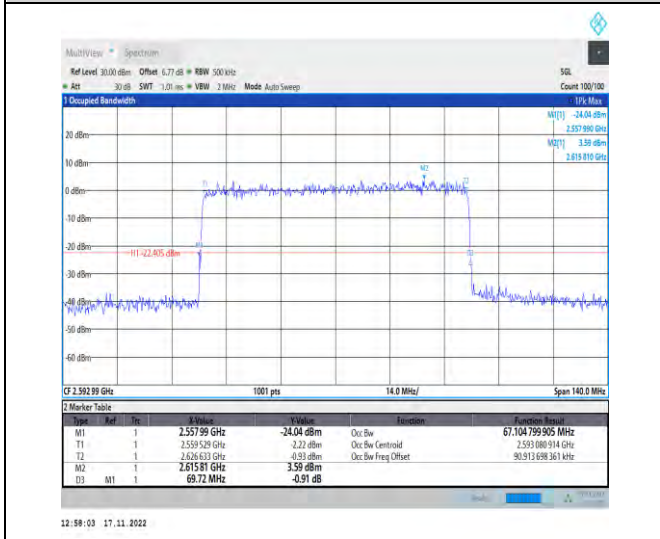 MultiView Spectrum
Ref Level 30.00 dBm Offset 6.77 dB RBW 500 kHz SGL
Att 30 dB SWT 1.01 ms VBW 2 MHz Mode Auto Sweep Count 100/100
1 Occupied Bandwidth 1Pk Max
M1[1] -24.04 dBm
2.557 990 GHz
M2[1] 3.59 dBm
2.615 810 GHz
20 dBm
10 dBm
M2
T1
T2
0 dBm
-10 dBm
-20 dBm
H1 -22.405 dBm
-30 dBm
-40 dBm
-50 dBm
-60 dBm
CF 2.592 99 GHz 1001 pts 14.0 MHz/ Span 140.0 MHz
2 Marker Table
Type Ref Trc X-Value Y-Value Function Function Result
M1 1 2.557 99 GHz -24.04 dBm Occ Bw 67.104 799 905 MHz
T1 1 2.559 529 GHz -2.22 dBm Occ Bw Centroid 2.593 080 914 GHz
T2 1 2.626 633 GHz -0.93 dBm Occ Bw Freq Offset 90.913 698 361 kHz
M2 1 2.615 81 GHz 3.59 dBm
D3 M1 1 69.72 MHz -0.91 dB
12:58:03 17.11.2022